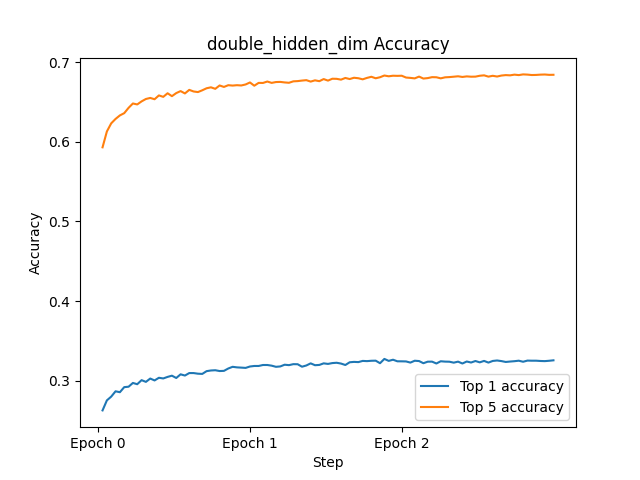 double_hidden_dim Accuracy
Accuracy
0.7
0.6
0.5
0.4
0.3
Top 1 accuracy
Top 5 accuracy
Epoch 0
Epoch 1
Epoch 2
Step